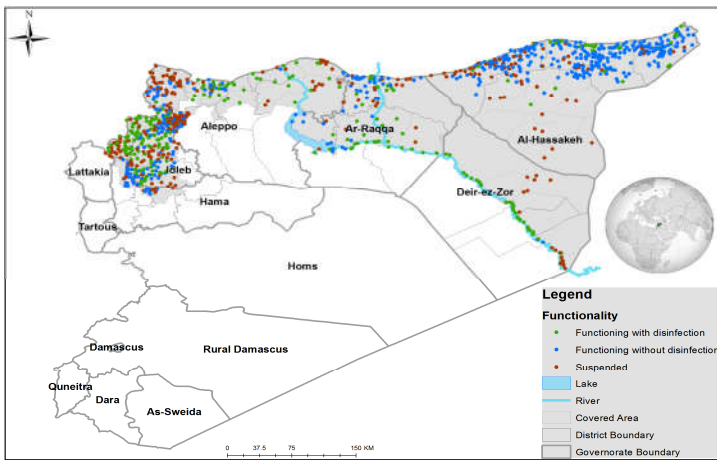 N
Aleppo
Ar-Raqqa
Al-Hassakeh
Lattakia
Idleb
Deir-ez-Zor
Hama
Tartous
Homs
Damascus
Rural Damascus
Quneitra
Dara
As-Sweida
0 37.5 75 150 KM
Legend
Functionality
Functioning with disinfection
Functioning without disinfection
Suspended
Lake
River
Covered Area
District Boundary
Governorate Boundary